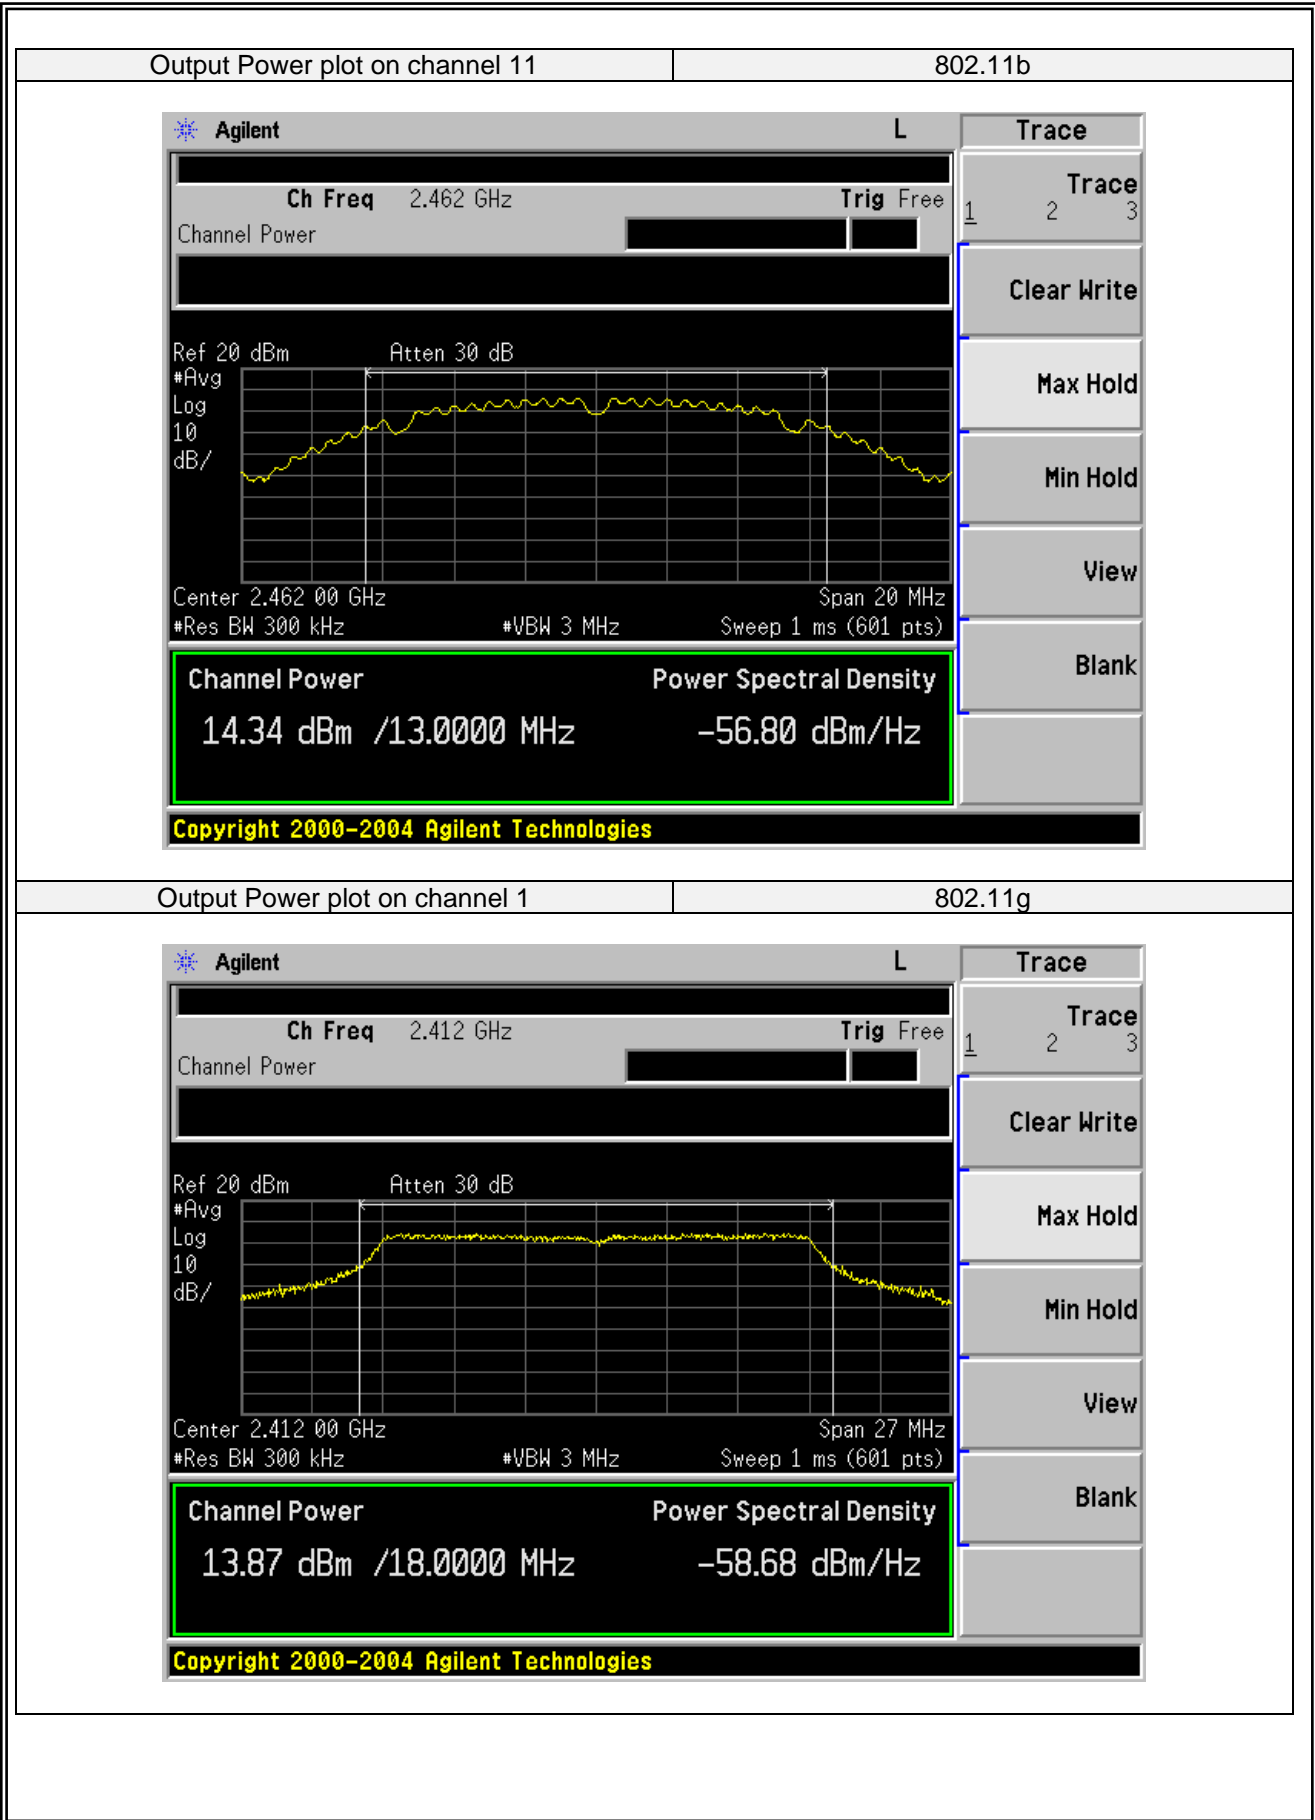 Output Power plot on channel 11 802.11b
Agilent L Trace
Ch Freq 2.462 GHz Trig Free
Channel Power
Trace
1 2 3
Clear Write
Ref 20 dBm Atten 30 dB
#Avg
Log
10
dB/
Max Hold
Min Hold
View
Center 2.462 00 GHz Span 20 MHz
#Res BW 300 kHz #VBW 3 MHz Sweep 1 ms (601 pts)
Blank
Channel Power Power Spectral Density
14.34 dBm /13.0000 MHz -56.80 dBm/Hz
Copyright 2000-2004 Agilent Technologies
Output Power plot on channel 1 802.11g
Agilent L Trace
Ch Freq 2.412 GHz Trig Free
Channel Power
Trace
1 2 3
Clear Write
Ref 20 dBm Atten 30 dB
#Avg
Log
10
dB/
Max Hold
Min Hold
View
Center 2.412 00 GHz Span 27 MHz
#Res BW 300 kHz #VBW 3 MHz Sweep 1 ms (601 pts)
Blank
Channel Power Power Spectral Density
13.87 dBm /18.0000 MHz -58.68 dBm/Hz
Copyright 2000-2004 Agilent Technologies